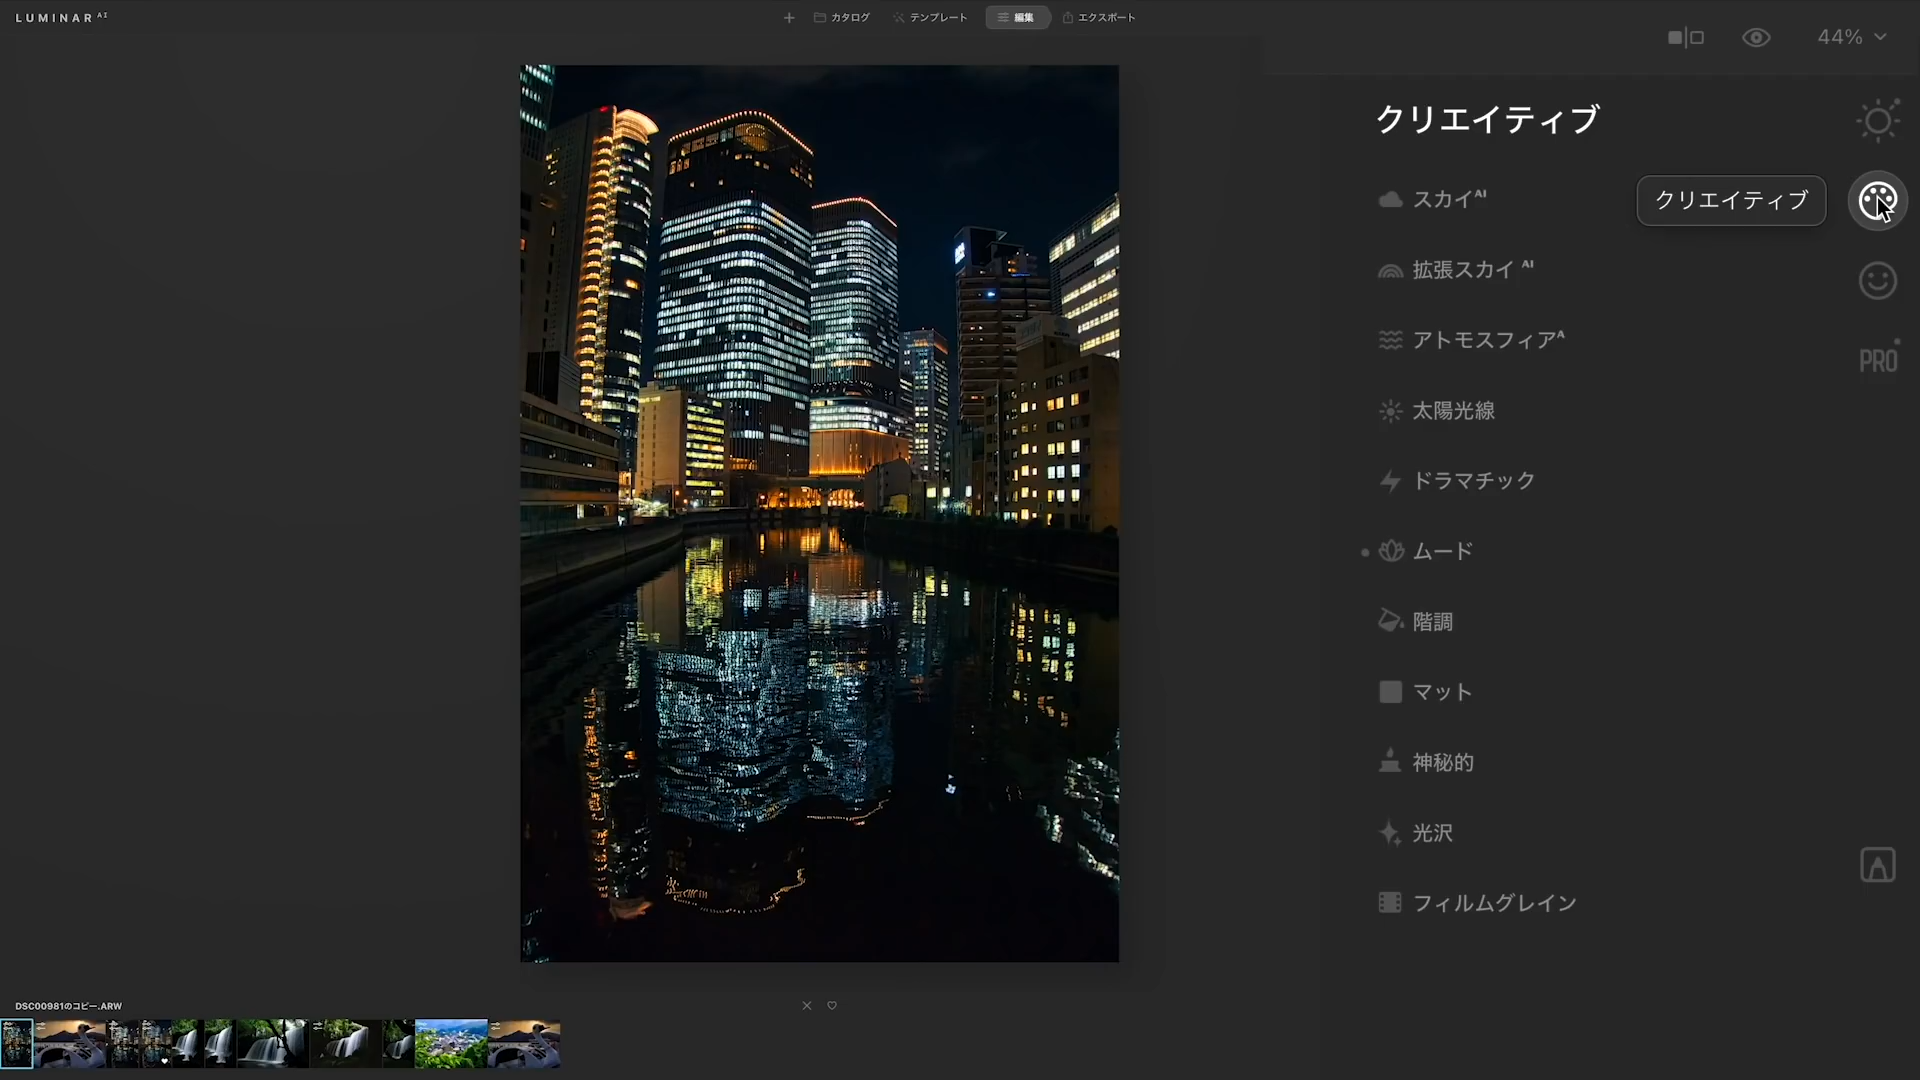 LUMINAR AI
カタログ
テンプレート
編集
エクスポート
44%
クリエイティブ
スカイAI
クリエイティブ
拡張スカイ AI
アトモスフィアA
太陽光線
PRO
ドラマチック
ムード
階調
マット
神秘的
光沢
フィルムグレイン
DSC00981のコピー.ARW